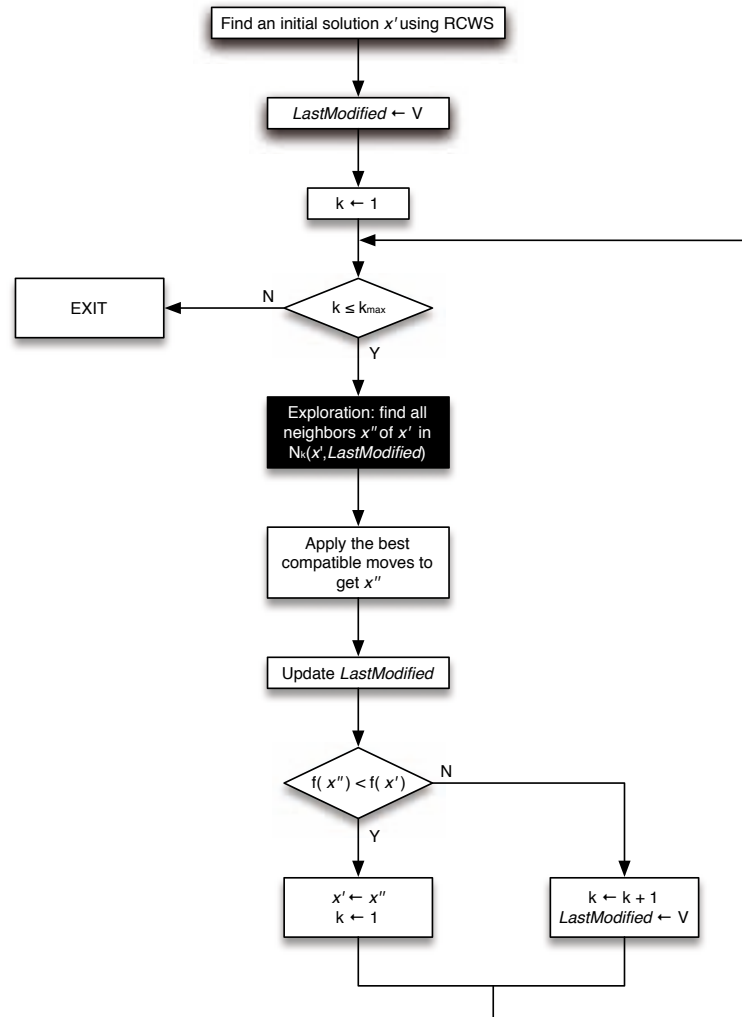 Find an initial solution x′ using RCWS
LastModified ← V
k ← 1
k ≤ kmax
N
EXIT
Y
Exploration: find all
neighbors x″ of x′ in
Nk(x′,LastModified)
Apply the best
compatible moves to
get x″
Update LastModified
f( x″) < f( x′)
N
Y
x′ ← x″
k ← 1
k ← k + 1
LastModified ← V